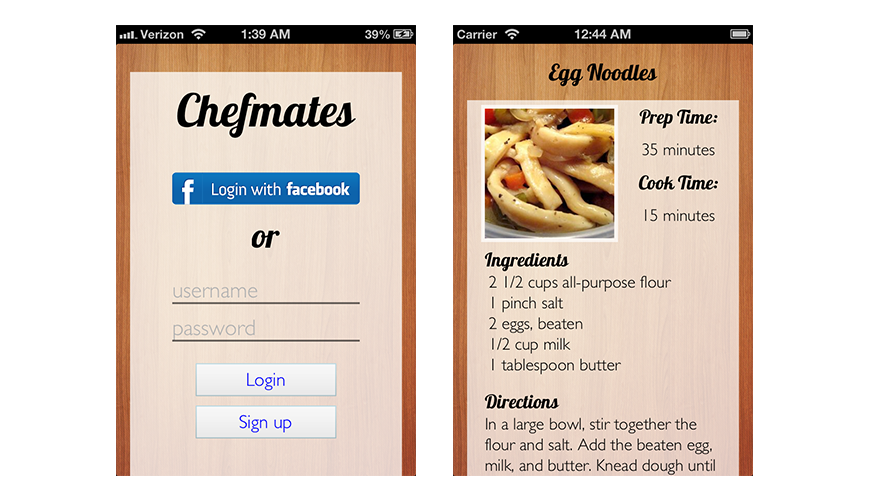 Verizon 1:39 AM 39%
Chefmates
f Login with facebook
or
username
password
Login
Sign up
Carrier 12:44 AM
Egg Noodles
Prep Time:
35 minutes
Cook Time:
15 minutes
Ingredients
2 1/2 cups all-purpose flour
1 pinch salt
2 eggs, beaten
1/2 cup milk
1 tablespoon butter
Directions
In a large bowl, stir together the
flour and salt. Add the beaten egg,
milk, and butter. Knead dough until